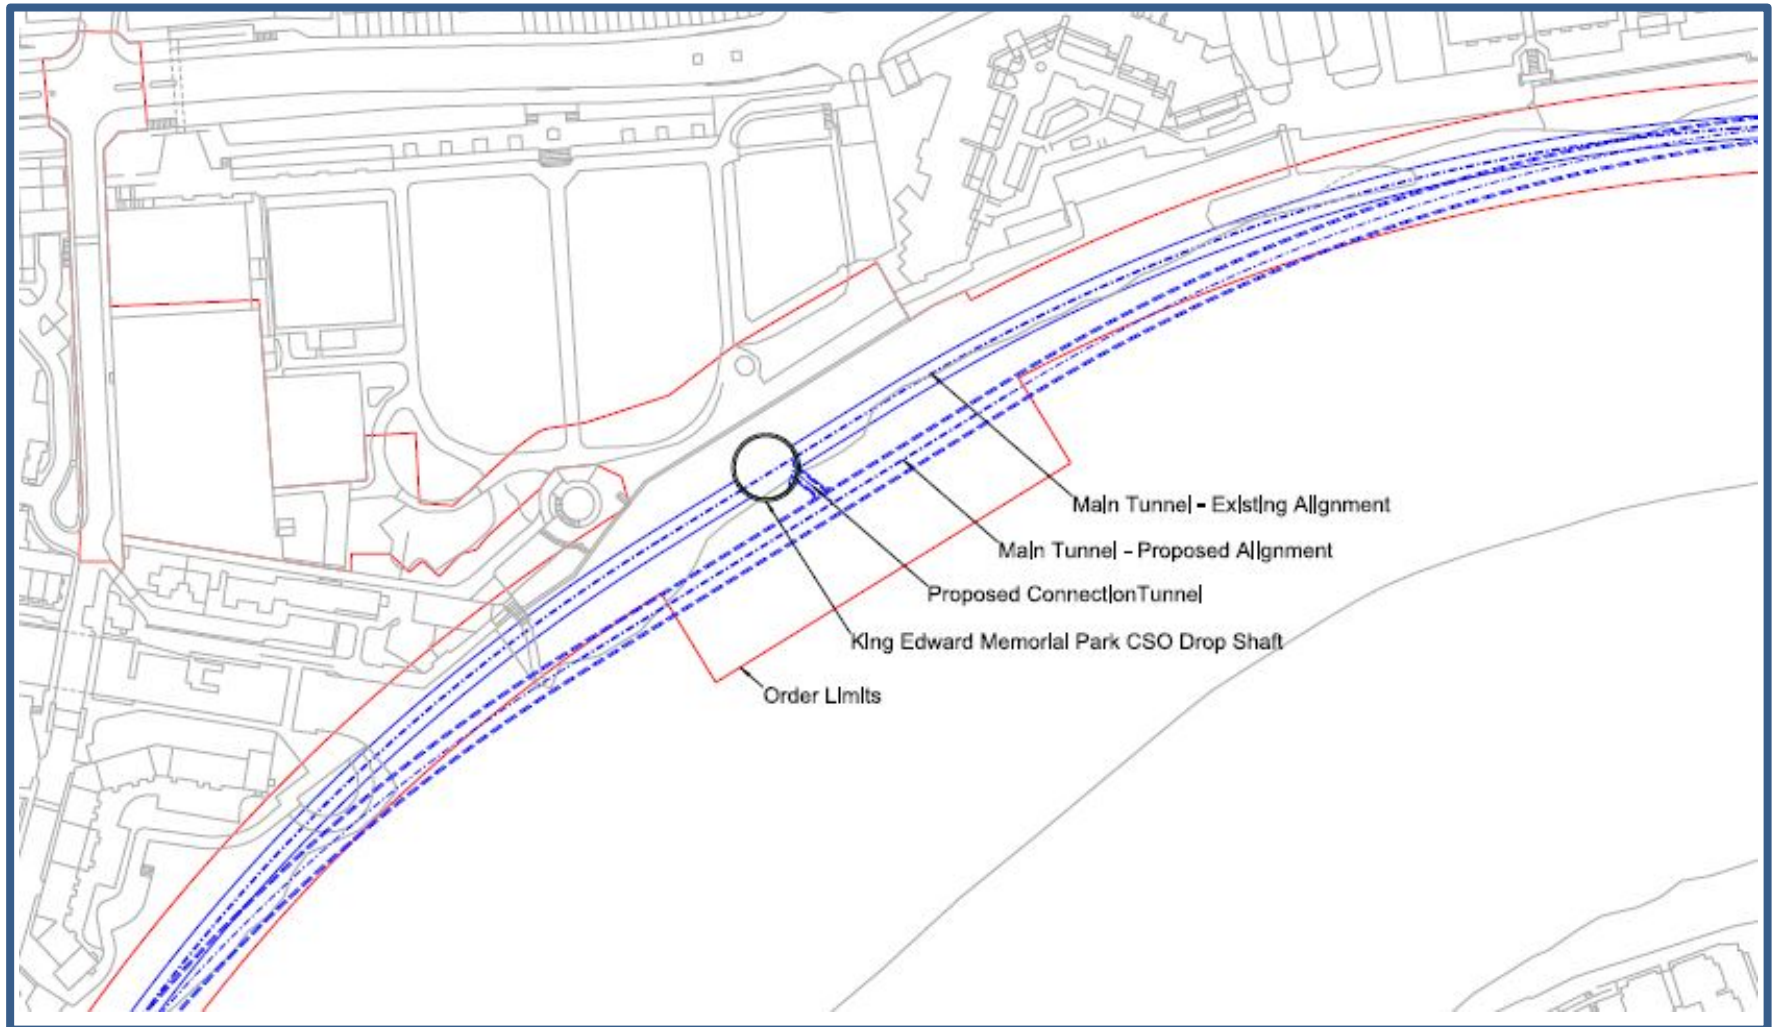 Main Tunnel - Existing Alignment
Main Tunnel - Proposed Alignment
Proposed ConnectionTunnel
King Edward Memorial Park CSO Drop Shaft
Order Limits